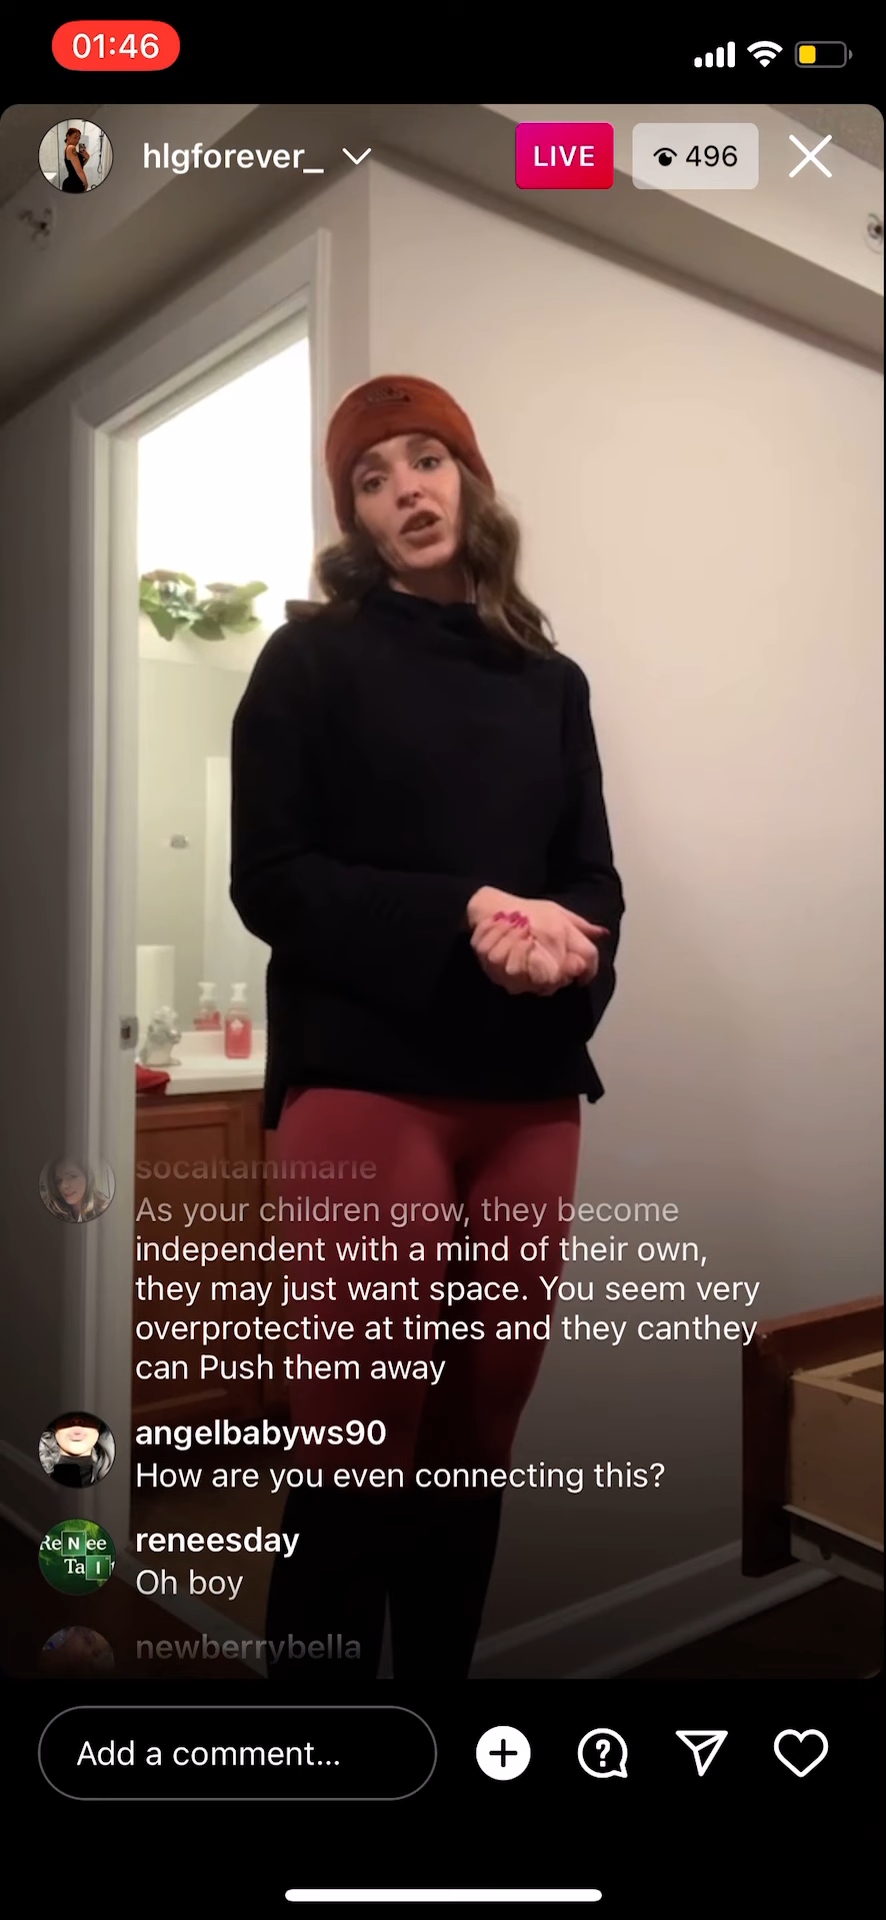 01:46
hlgforever_
LIVE
496
socaltamimarie
As your children grow, they become
independent with a mind of their own,
they may just want space. You seem very
overprotective at times and they canthey
can Push them away
angelbabyws90
How are you even connecting this?
ReNee
Ta
reneesday
Oh boy
newberrybella
Add a comment...